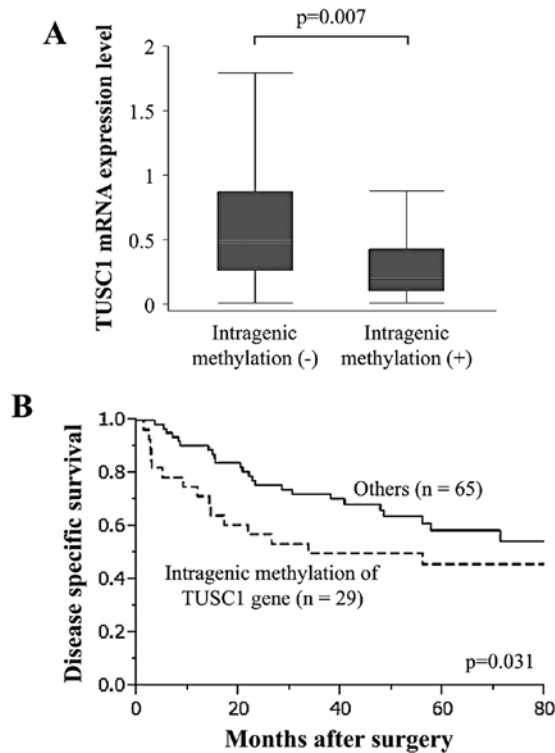 A
p=0.007
TUSC1 mRNA expression level
2
1.5
1
0.5
0
Intragenic
methylation (-)
Intragenic
methylation (+)
B
Disease specific survival
1.0
0.8
0.6
0.4
0.2
0.0
Others (n = 65)
Intragenic methylation of
TUSC1 gene (n = 29)
p=0.031
0 20 40 60 80
Months after surgery